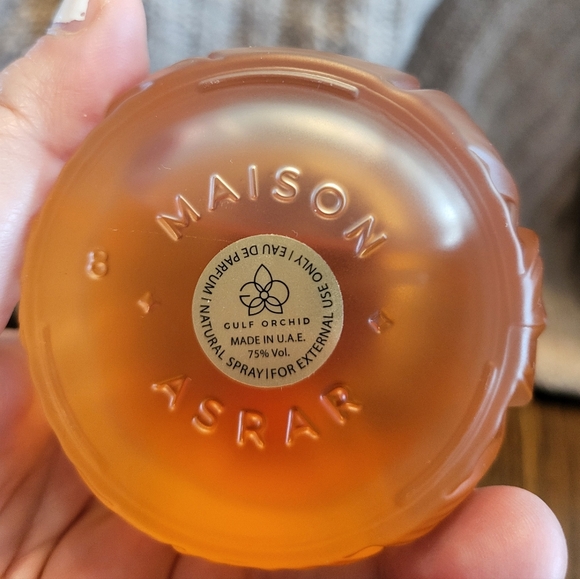 MAISON
ASRAR
8
EAU DE PARFUM | NATURAL SPRAY | FOR EXTERNAL USE ONLY |
GULF ORCHID
MADE IN U.A.E.
75% Vol.